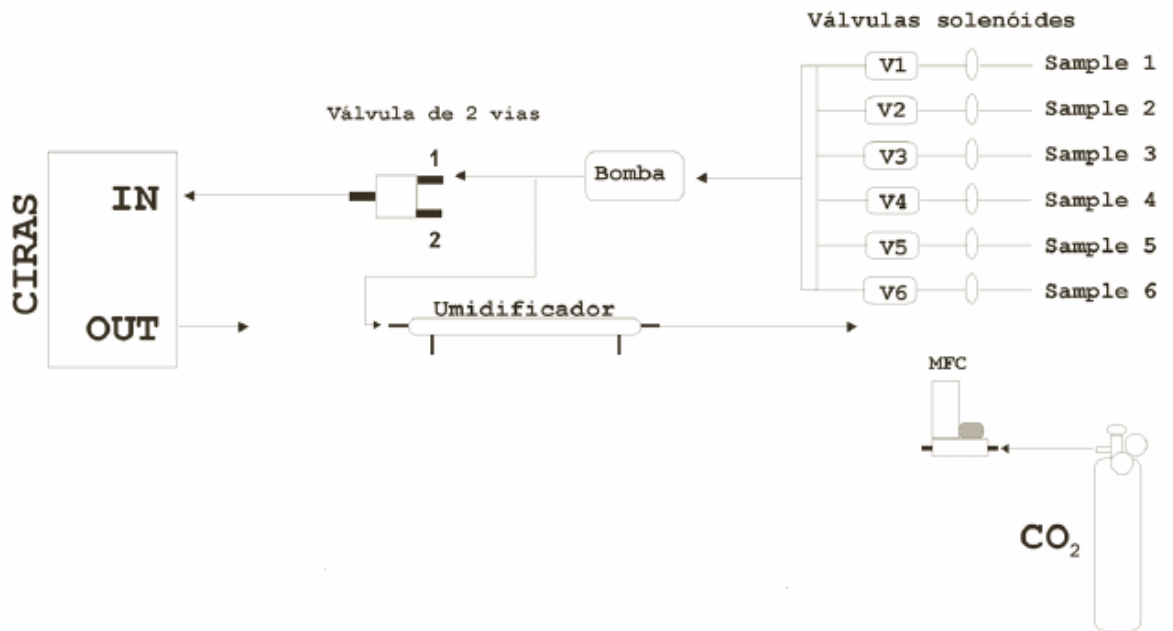 Válvulas solenóides
V1
Sample 1
V2
Sample 2
Válvula de 2 vias
V3
Sample 3
1
Bomba
V4
Sample 4
IN
2
V5
Sample 5
CIRAS
V6
Sample 6
Umidificador
OUT
MFC
CO₂